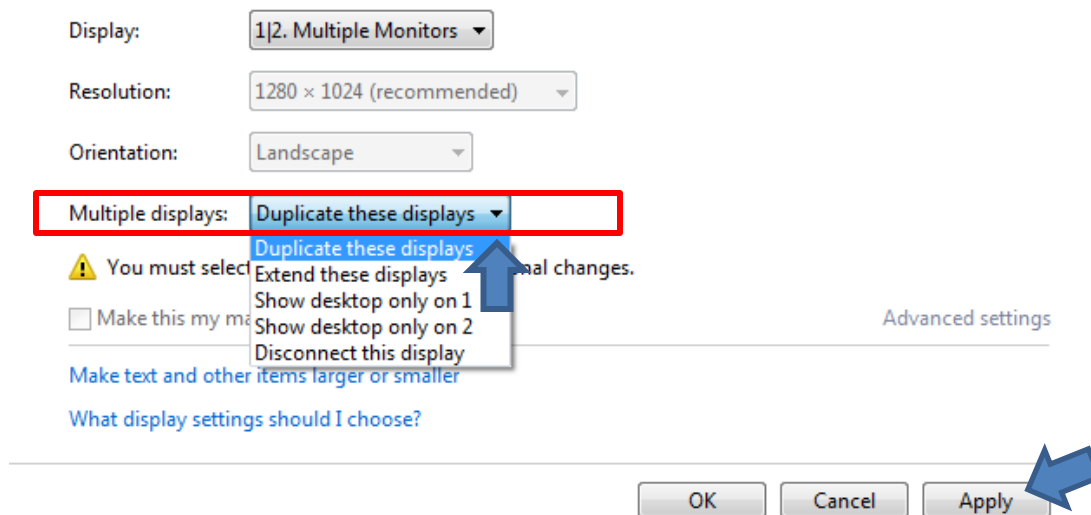 Display: 1|2. Multiple Monitors
Resolution: 1280 × 1024 (recommended)
Orientation: Landscape
Multiple displays: Duplicate these displays
Duplicate these displays
You must select nal changes.
Extend these displays
Show desktop only on 1
Make this my Advanced settings
Show desktop only on 2
Disconnect this display
Make text and other items larger or smaller
What display settings should I choose?
OK Cancel Apply